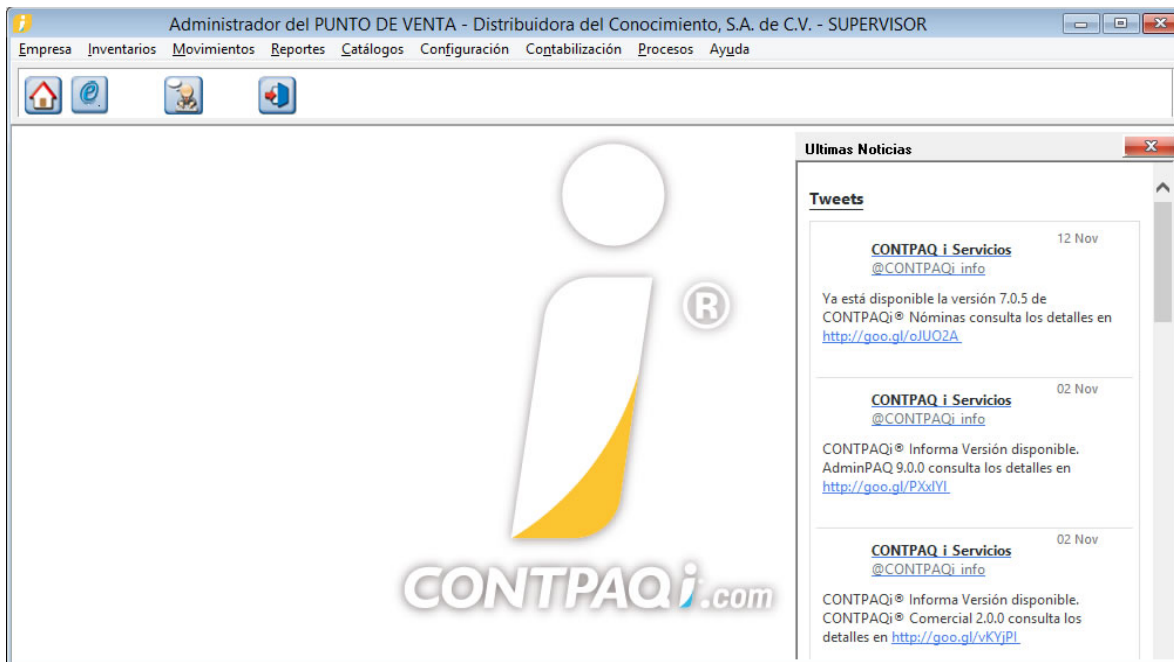 Administrador del PUNTO DE VENTA - Distribuidora del Conocimiento, S.A. de C.V. - SUPERVISOR
Empresa Inventarios Movimientos Reportes Catálogos Configuración Contabilización Procesos Ayuda
Ultimas Noticias
Tweets
12 Nov
CONTPAQ i Servicios
@CONTPAQi_info
Ya está disponible la versión 7.0.5 de
CONTPAQi® Nóminas consulta los detalles en
http://goo.gl/oJUO2A
02 Nov
CONTPAQ i Servicios
@CONTPAQi_info
CONTPAQi® Informa Versión disponible.
AdminPAQ 9.0.0 consulta los detalles en
http://goo.gl/PXxlYl
02 Nov
CONTPAQ i Servicios
@CONTPAQi_info
CONTPAQi® Informa Versión disponible.
CONTPAQi® Comercial 2.0.0 consulta los
detalles en http://goo.gl/vKYjPl
i®
CONTPAQi.com